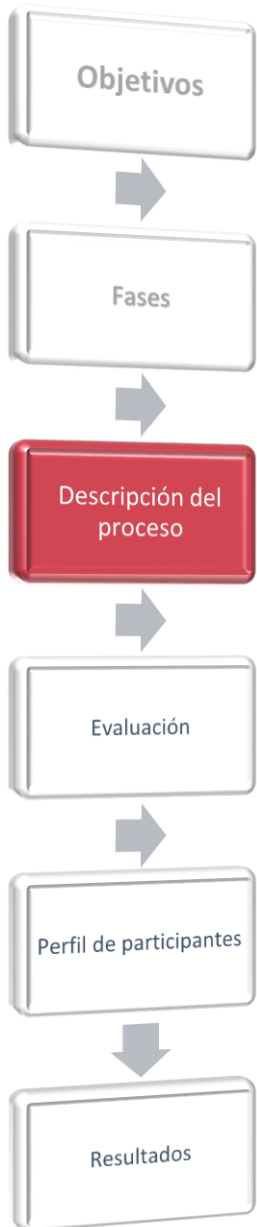 Objetivos
Fases
Descripción del
proceso
Evaluación
Perfil de participantes
Resultados